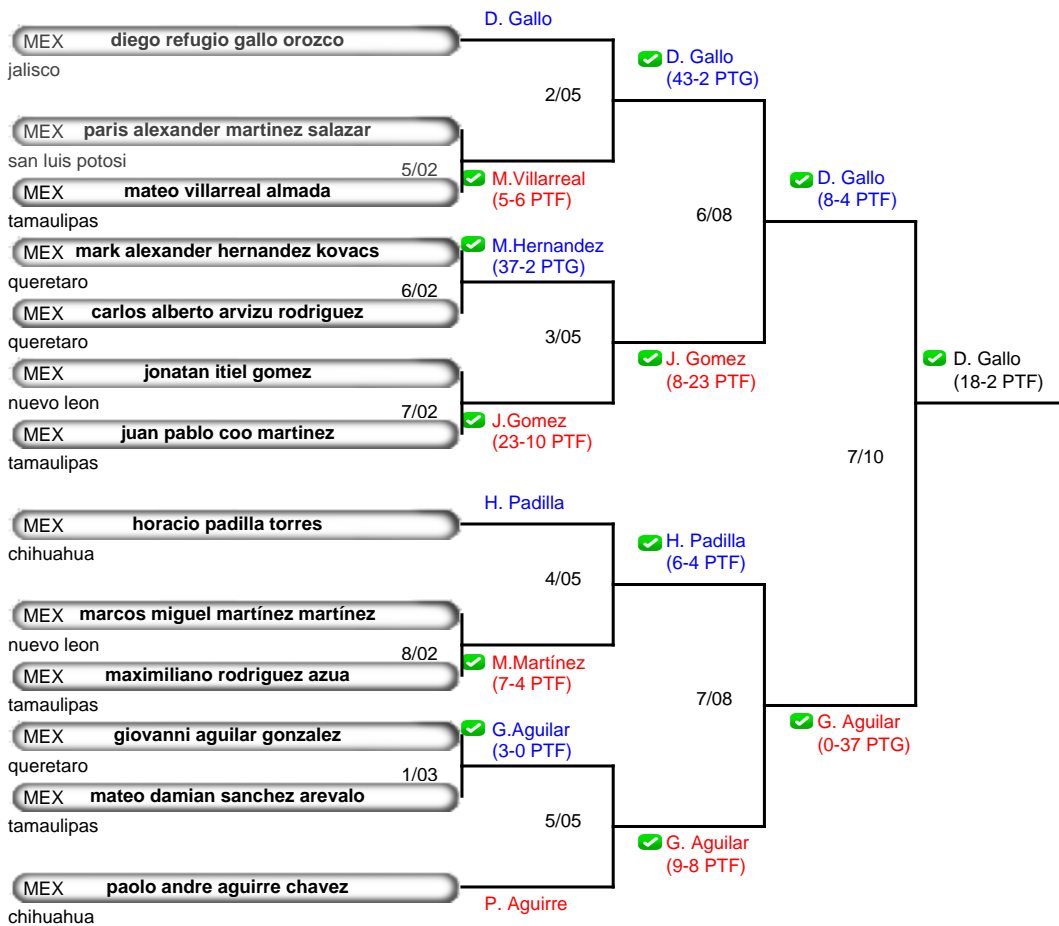 D. Gallo
MEX diego refugio gallo orozco
jalisco
D. Gallo
(43-2 PTG)
2/05
MEX paris alexander martinez salazar
san luis potosi
5/02
M.Villarreal
(5-6 PTF)
MEX mateo villarreal almada
tamaulipas
D. Gallo
(8-4 PTF)
6/08
MEX mark alexander hernandez kovacs
queretaro
M.Hernandez
(37-2 PTG)
6/02
MEX carlos alberto arvizu rodriguez
queretaro
3/05
J. Gomez
(8-23 PTF)
MEX jonatan itiel gomez
nuevo leon
7/02
J.Gomez
(23-10 PTF)
MEX juan pablo coo martinez
tamaulipas
D. Gallo
(18-2 PTF)
7/10
H. Padilla
MEX horacio padilla torres
chihuahua
H. Padilla
(6-4 PTF)
4/05
MEX marcos miguel martínez martínez
nuevo leon
8/02
M.Martínez
(7-4 PTF)
MEX maximiliano rodriguez azua
tamaulipas
7/08
G. Aguilar
(0-37 PTG)
MEX giovanni aguilar gonzalez
queretaro
G.Aguilar
(3-0 PTF)
1/03
MEX mateo damian sanchez arevalo
tamaulipas
5/05
G. Aguilar
(9-8 PTF)
MEX paolo andre aguirre chavez
chihuahua
P. Aguirre